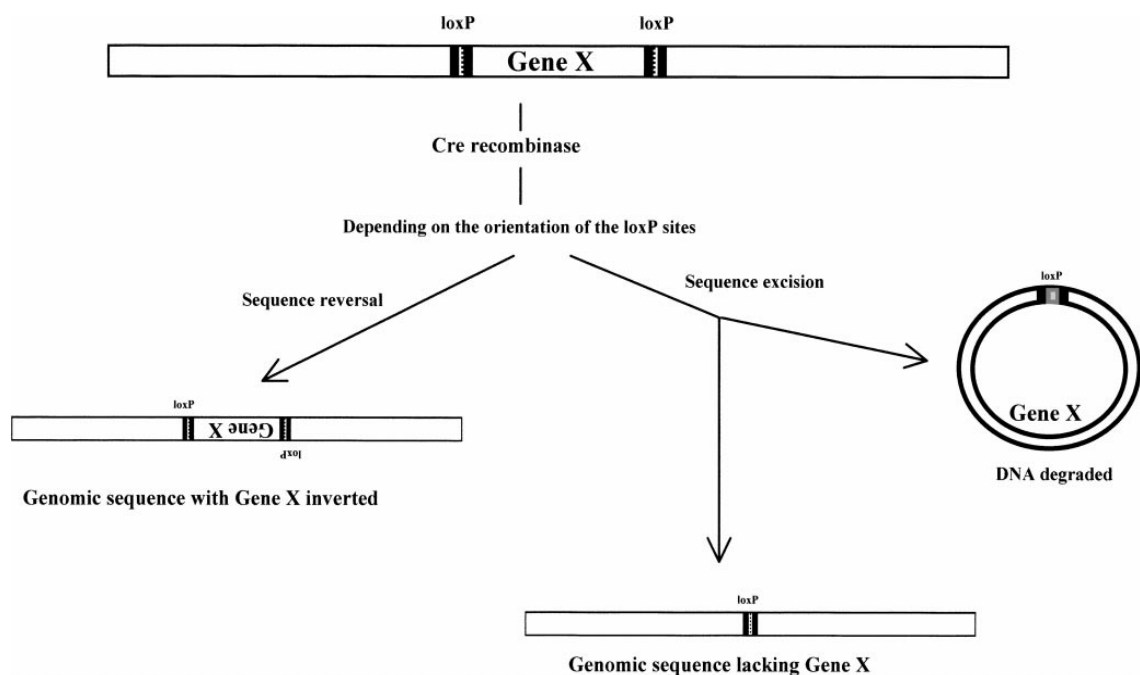 loxP loxP
Gene X
Cre recombinase
Depending on the orientation of the loxP sites
Sequence reversal
Sequence excision
loxP
Gene X
DNA degraded
loxP
Gene X
loxP
Genomic sequence with Gene X inverted
loxP
Genomic sequence lacking Gene X